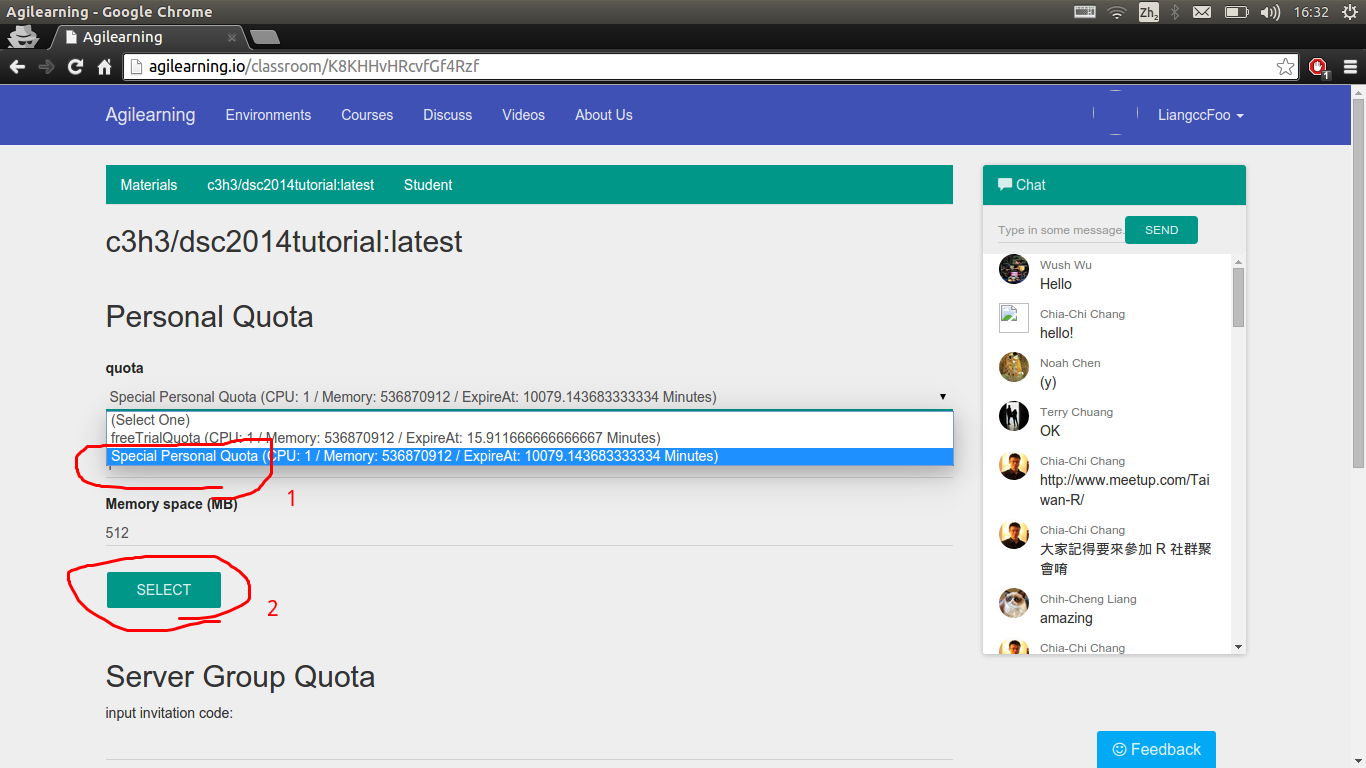 Agilearning - Google Chrome
Zh2
16:32
Agilearning
agilearning.io/classroom/K8KHHvHRcvfGf4Rzf
1
Agilearning
Environments
Courses
Discuss
Videos
About Us
LiangccFoo
Materials
c3h3/dsc2014tutorial:latest
Student
c3h3/dsc2014tutorial:latest
Personal Quota
quota
Special Personal Quota (CPU: 1 / Memory: 536870912 / ExpireAt: 10079.143683333334 Minutes)
(Select One)
freeTrialQuota (CPU: 1 / Memory: 536870912 / ExpireAt: 15.911666666666667 Minutes)
Special Personal Quota (CPU: 1 / Memory: 536870912 / ExpireAt: 10079.143683333334 Minutes)
1
Memory space (MB)
512
SELECT
2
Server Group Quota
input invitation code:
Chat
Type in some message.
SEND
Wush Wu
Hello
Chia-Chi Chang
hello!
Noah Chen
(y)
Terry Chuang
OK
Chia-Chi Chang
http://www.meetup.com/Tai
wan-R/
Chia-Chi Chang
大家記得要來參加 R 社群聚
會唷
Chih-Cheng Liang
amazing
Chia-Chi Chang
Feedback